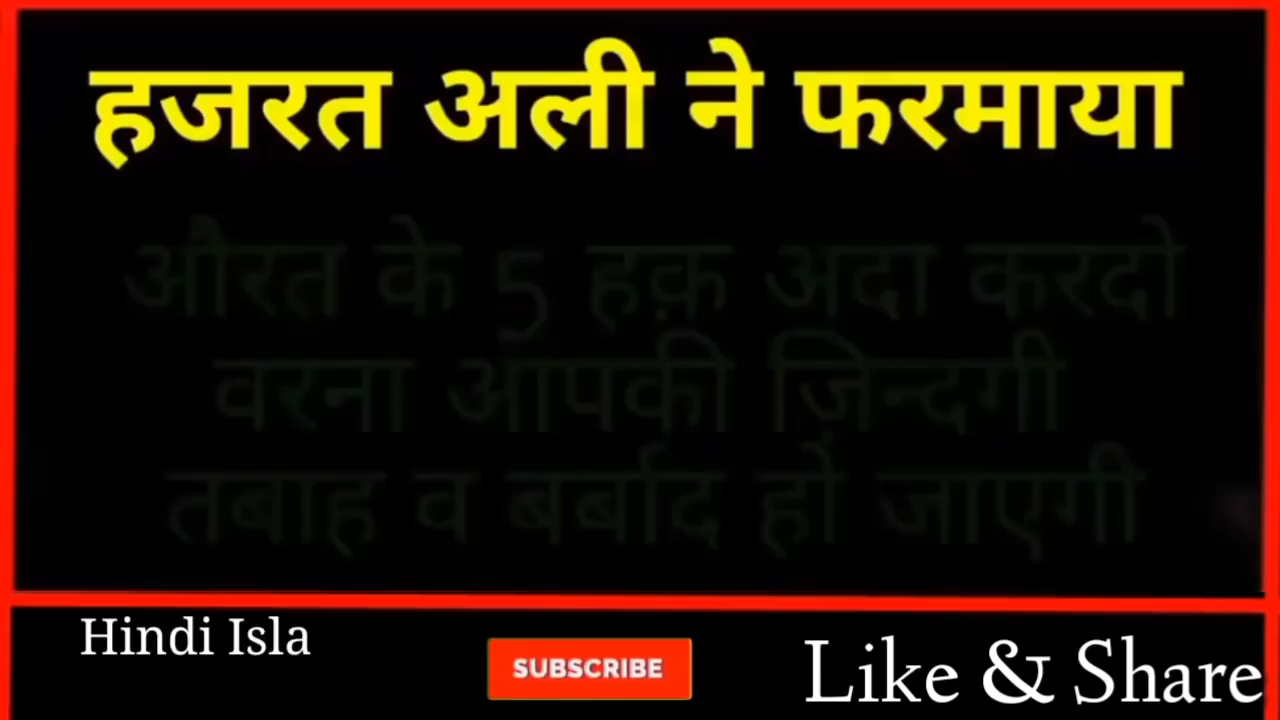 हजरत अली ने फरमाया
औरत के 5 हक़ अदा करदो
वरना आपकी ज़िन्दगी
तबाह व बर्बाद हो जाएगी
Hindi Isla
SUBSCRIBE
Like & Share